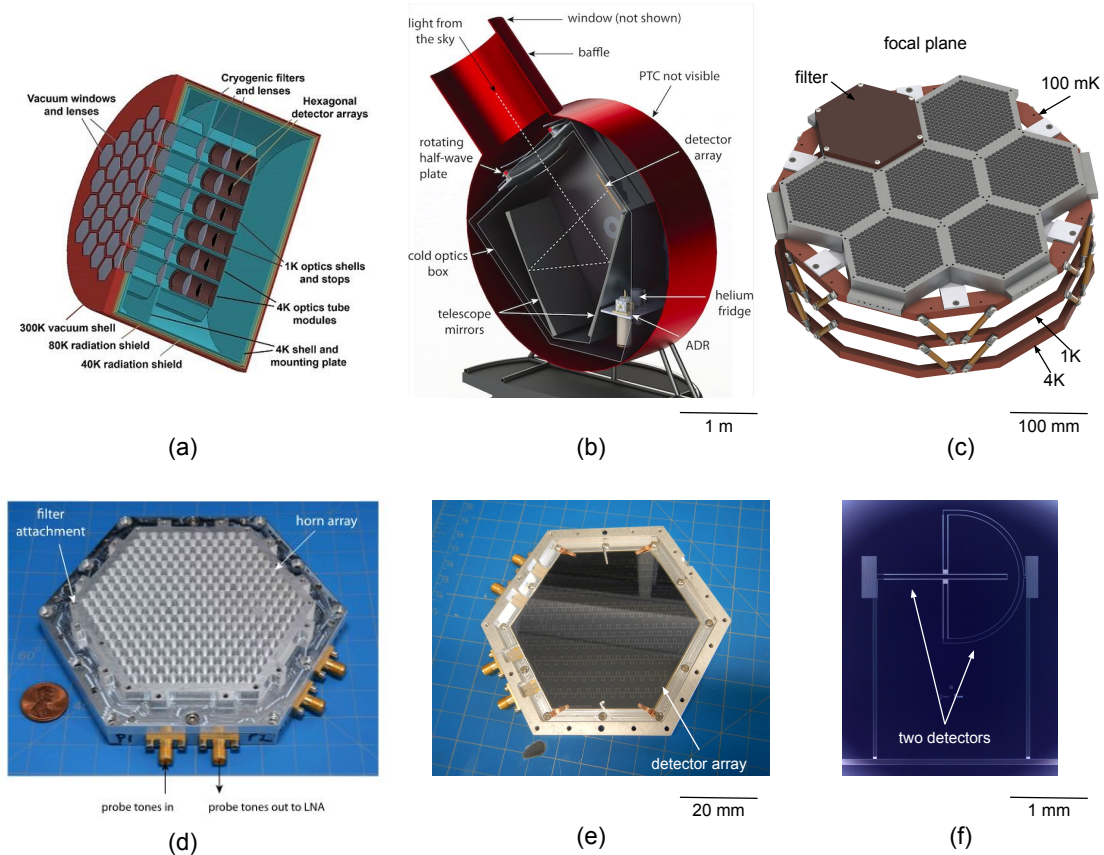 Vacuum windows
and lenses
Cryogenic filters
and lenses
Hexagonal
detector arrays
1K optics shells
and stops
4K optics tube
modules
300K vacuum shell
80K radiation shield
40K radiation shield
4K shell and
mounting plate
(a)
light from
the sky
window (not shown)
baffle
PTC not visible
rotating
half-wave
plate
detector
array
cold optics
box
telescope
mirrors
helium
fridge
ADR
1 m
(b)
focal plane
filter
100 mK
1K
4K
100 mm
(c)
filter
attachment
horn array
60°
P1
P2
probe tones in
probe tones out to LNA
(d)
detector array
20 mm
(e)
two detectors
1 mm
(f)